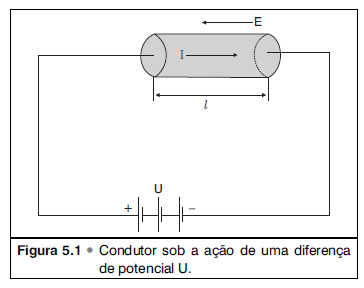 E
I
l
U
+ −
Figura 5.1 • Condutor sob a ação de uma diferença
de potencial U.